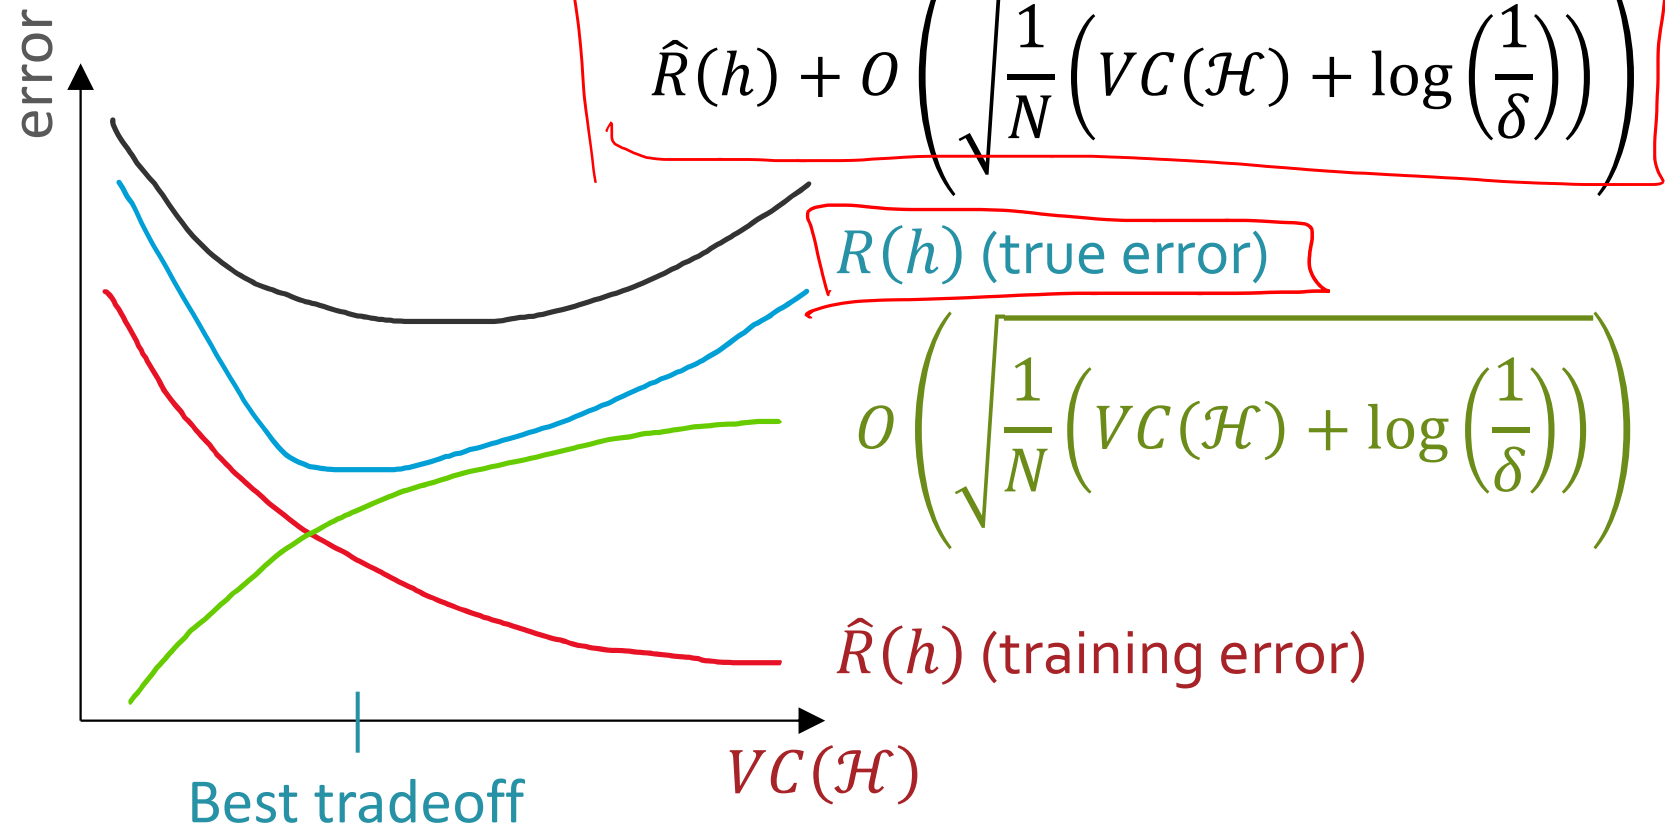 error
R̂(h) + O(√(1/N (VC(ℋ) + log(1/δ))))
R(h) (true error)
O(√(1/N (VC(ℋ) + log(1/δ))))
R̂(h) (training error)
VC(ℋ)
Best tradeoff